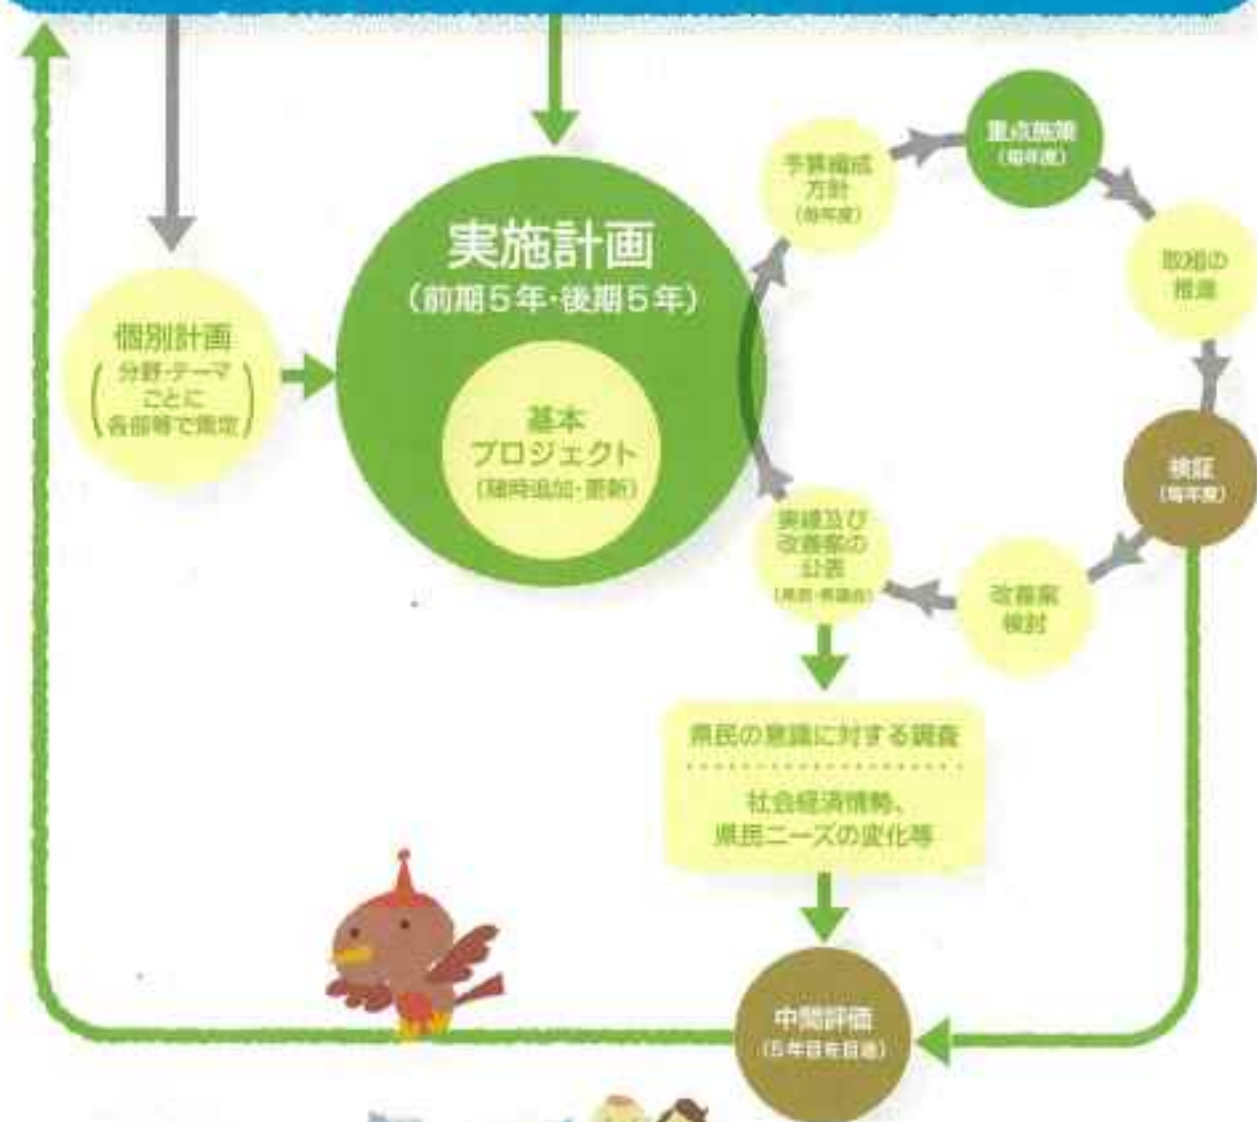 実施計画
(前期5年・後期5年)
基本
プロジェクト
(随時追加・更新)
個別計画
分野・テーマ
ごとに
各部等で策定
予算編成
方針
(毎年度)
重点施策
(毎年度)
取組の
推進
検証
(毎年度)
改善案
検討
実績及び
改善案の
公表
(県民・県議会)
県民の意識に対する調査
社会経済情勢、
県民ニーズの変化等
中間評価
(5年目を目途)